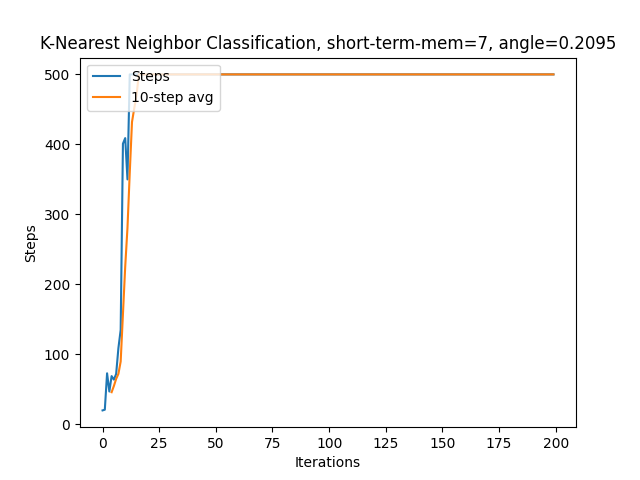 K-Nearest Neighbor Classification, short-term-mem=7, angle=0.2095
Steps
10-step avg
500
400
300
200
100
0
Steps
0 25 50 75 100 125 150 175 200
Iterations